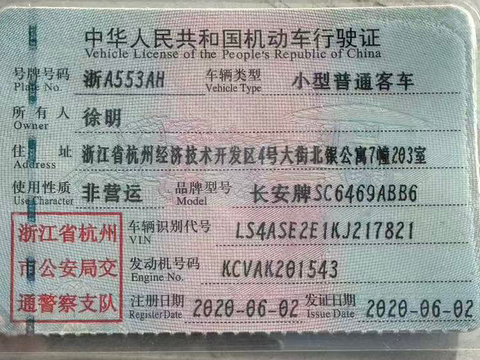 中华人民共和国机动车行驶证
Vehicle License of the People's Republic of China
号牌号码 浙A553AH 车辆类型 小型普通客车
Plate No. Vehicle Type
所有人 徐明
Owner
住址 浙江省杭州经济技术开发区4号大街北银公寓7幢203室
Address
使用性质 非营运 品牌型号 长安牌SC6469ABB6
Use Character Model
浙江省杭州
市公安局交
通警察支队
车辆识别代号 LS4ASE2E1KJ217821
VIN
发动机号码 KCVAK201543
Engine No.
注册日期 2020-06-02 发证日期 2020-06-02
Register Date Issue Date